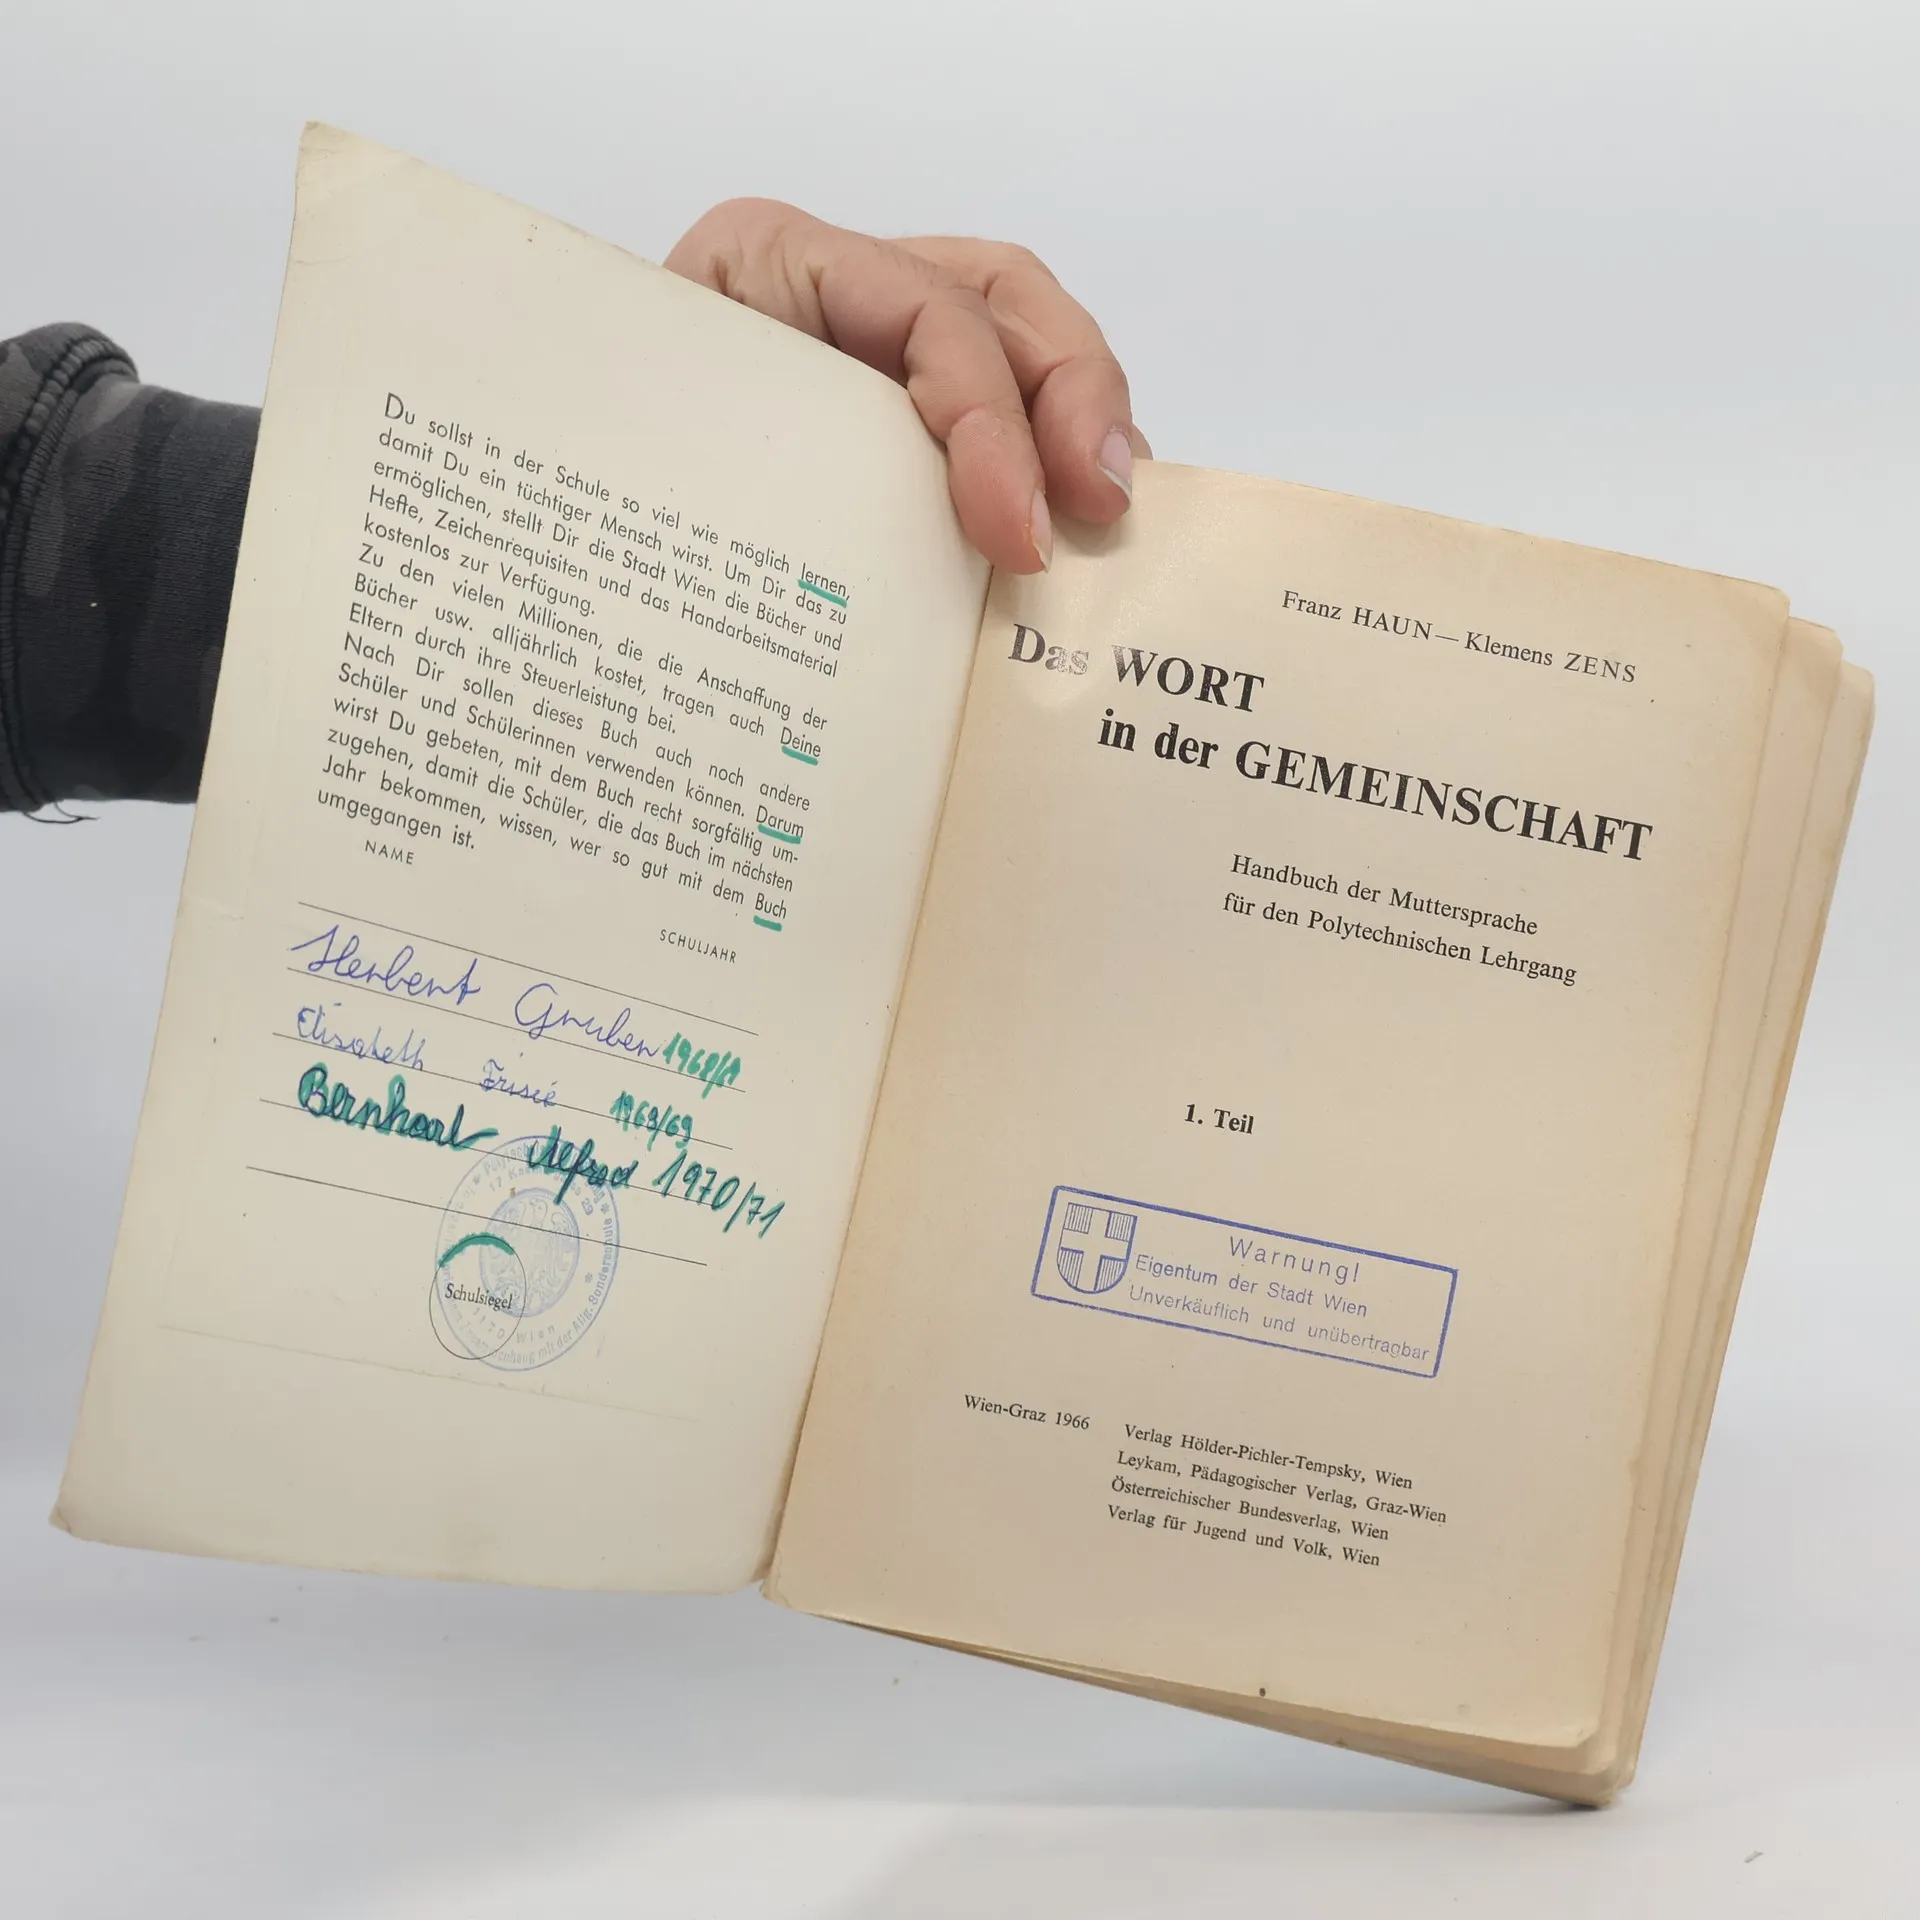 Du sollst in der Schule so viel wie möglich lernen,
damit Du ein tüchtiger Mensch wirst. Um Dir das zu
ermöglichen, stellt Dir die Stadt Wien die Bücher und
Hefte, Zeichenrequisiten und das Handarbeitsmaterial
kostenlos zur Verfügung.
Zu den vielen Millionen, die die Anschaffung der
Bücher usw. alljährlich kostet, tragen auch Deine
Eltern durch ihre Steuerleistung bei.
Nach Dir sollen dieses Buch auch noch andere
Schüler und Schülerinnen verwenden können. Darum
wirst Du gebeten, mit dem Buch recht sorgfältig um-
zugehen, damit die Schüler, die das Buch im nächsten
Jahr bekommen, wissen, wer so gut mit dem Buch
umgegangen ist.
NAME
SCHULJAHR
Herbert Gruber
Elisabeth 1968/69
Bernhard Alfred 1970/71
Schulsiegel
1170 Wien
mit der Allg. Sonderschule
Franz HAUN—Klemens ZENS
Das WORT
in der GEMEINSCHAFT
Handbuch der Muttersprache
für den Polytechnischen Lehrgang
1. Teil
Warnung!
Eigentum der Stadt Wien
Unverkäuflich und unübertragbar
Wien-Graz 1966
Verlag Hölder-Pichler-Tempsky, Wien
Leykam, Pädagogischer Verlag, Graz-Wien
Österreichischer Bundesverlag, Wien
Verlag für Jugend und Volk, Wien